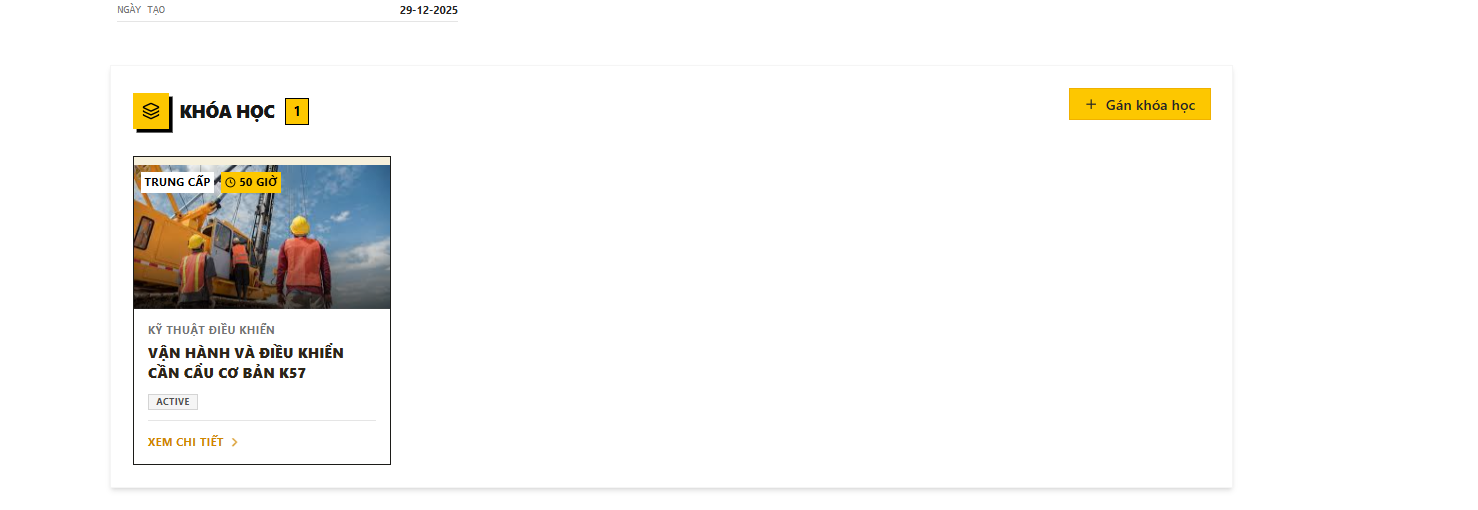 NGÀY TẠO 29-12-2025
KHÓA HỌC 1
+ Gán khóa học
TRUNG CẤP 50 GIỜ
KỸ THUẬT ĐIỀU KHIỂN
VẬN HÀNH VÀ ĐIỀU KHIỂN
CẦN CẨU CƠ BẢN K57
ACTIVE
XEM CHI TIẾT